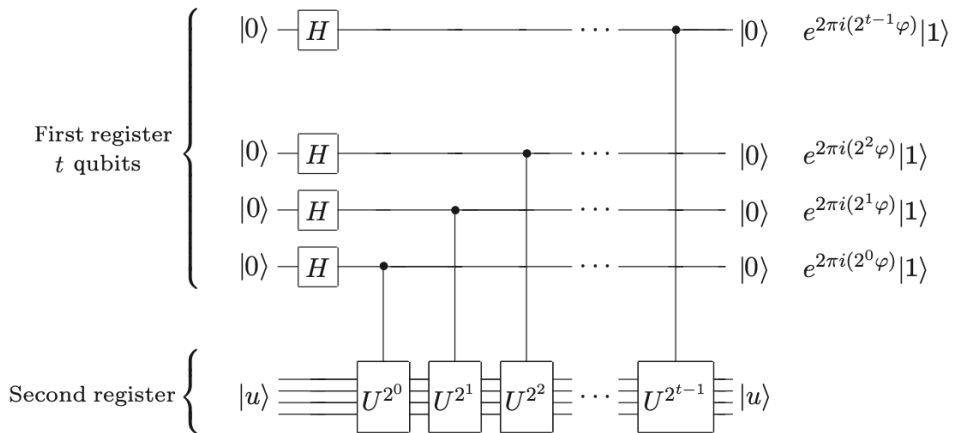 |0⟩ H ··· |0⟩ e^{2πi(2^{t−1}φ)}|1⟩
First register
t qubits
|0⟩ H ··· |0⟩ e^{2πi(2^2φ)}|1⟩
|0⟩ H ··· |0⟩ e^{2πi(2^1φ)}|1⟩
|0⟩ H ··· |0⟩ e^{2πi(2^0φ)}|1⟩
Second register |u⟩ U^{2^0} U^{2^1} U^{2^2} ··· U^{2^{t−1}} |u⟩